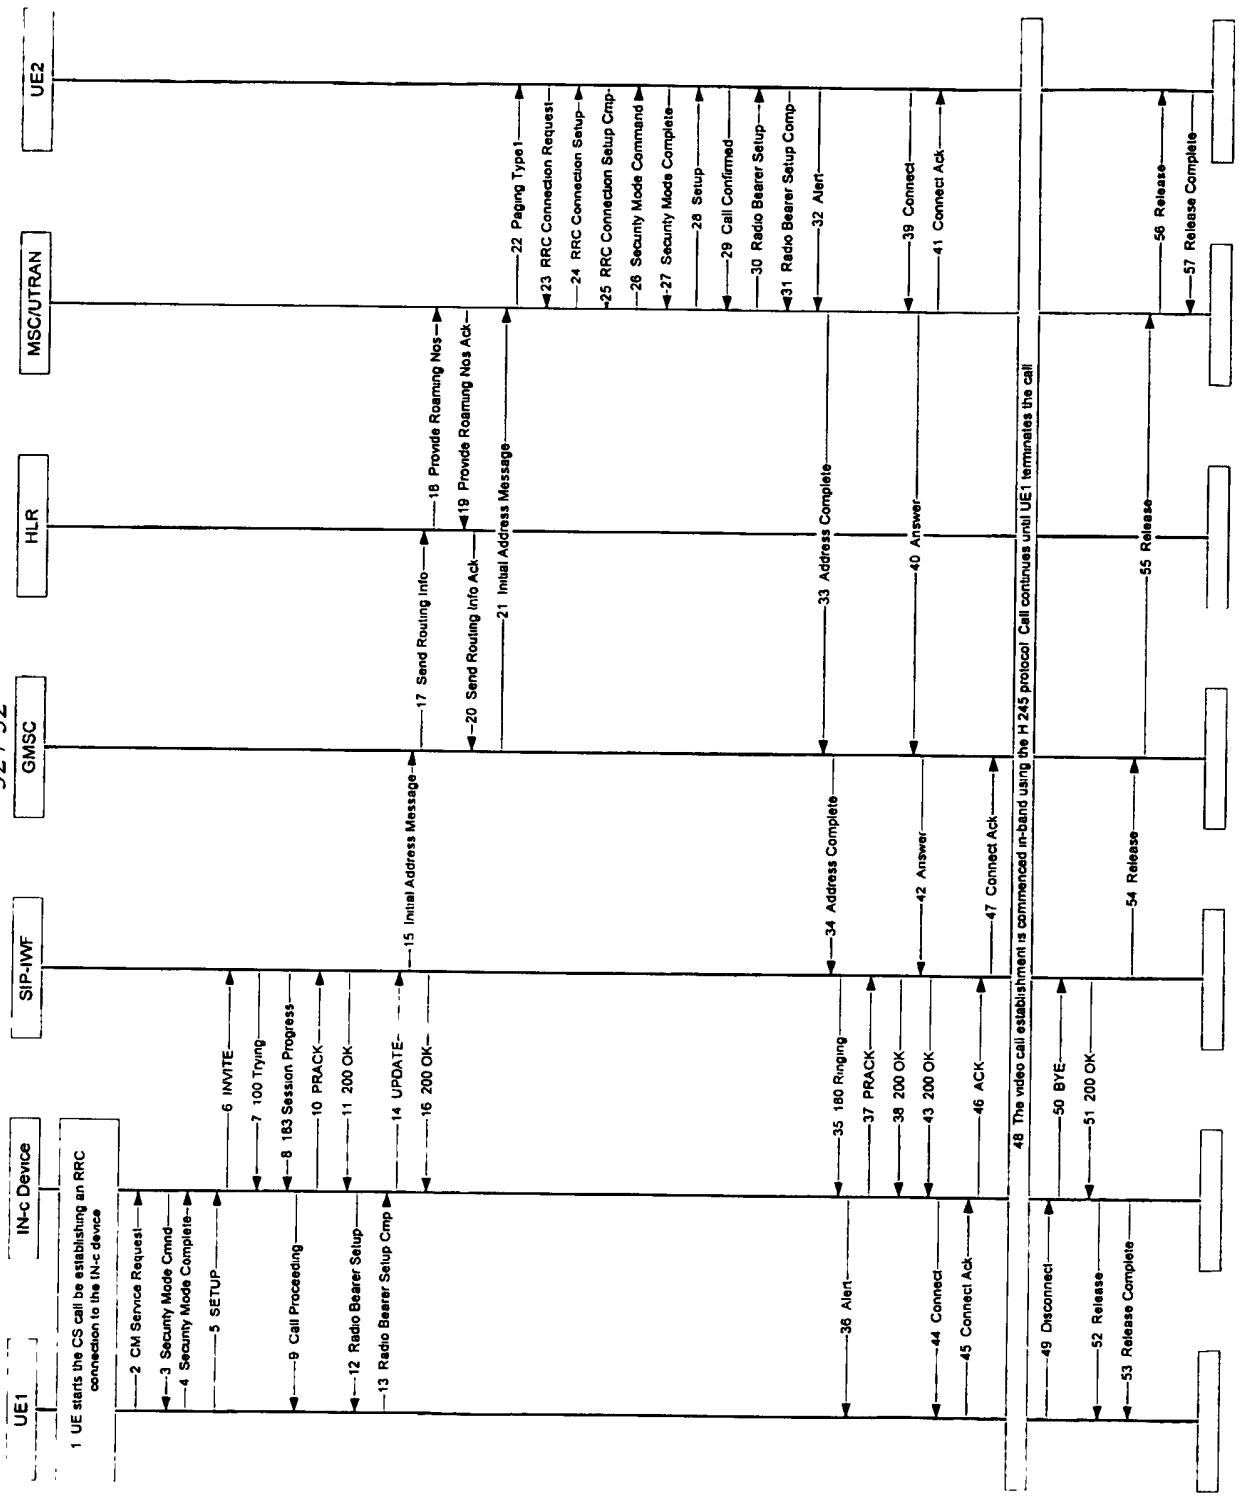 UE1
IN-c Device
SIP-IWF
GMSC
HLR
MSC/UTRAN
UE2
1 UE starts the CS call be establishing an RRC
connection to the IN-c device
2 CM Service Request
3 Security Mode Cmnd
4 Security Mode Complete
5 SETUP
6 INVITE
7 100 Trying
8 183 Session Progress
9 Call Proceeding
10 PRACK
11 200 OK
12 Radio Bearer Setup
13 Radio Bearer Setup Cmp
14 UPDATE
15 Initial Address Message
16 200 OK
17 Send Routing Info
18 Provide Roaming Nos
19 Provide Roaming Nos Ack
20 Send Routing Info Ack
21 Initial Address Message
22 Paging Type1
23 RRC Connection Request
24 RRC Connection Setup
25 RRC Connection Setup Cmp
26 Security Mode Command
27 Security Mode Complete
28 Setup
29 Call Confirmed
30 Radio Bearer Setup
31 Radio Bearer Setup Comp
32 Alert
33 Address Complete
34 Address Complete
35 180 Ringing
36 Alert
37 PRACK
38 200 OK
39 Connect
40 Answer
41 Connect Ack
42 Answer
43 200 OK
44 Connect
45 Connect Ack
46 ACK
47 Connect Ack
48 The video call establishment is commenced in-band using the H 245 protocol Call continues until UE1 terminates the call
49 Disconnect
50 BYE
51 200 OK
52 Release
53 Release Complete
54 Release
55 Release
56 Release
57 Release Complete